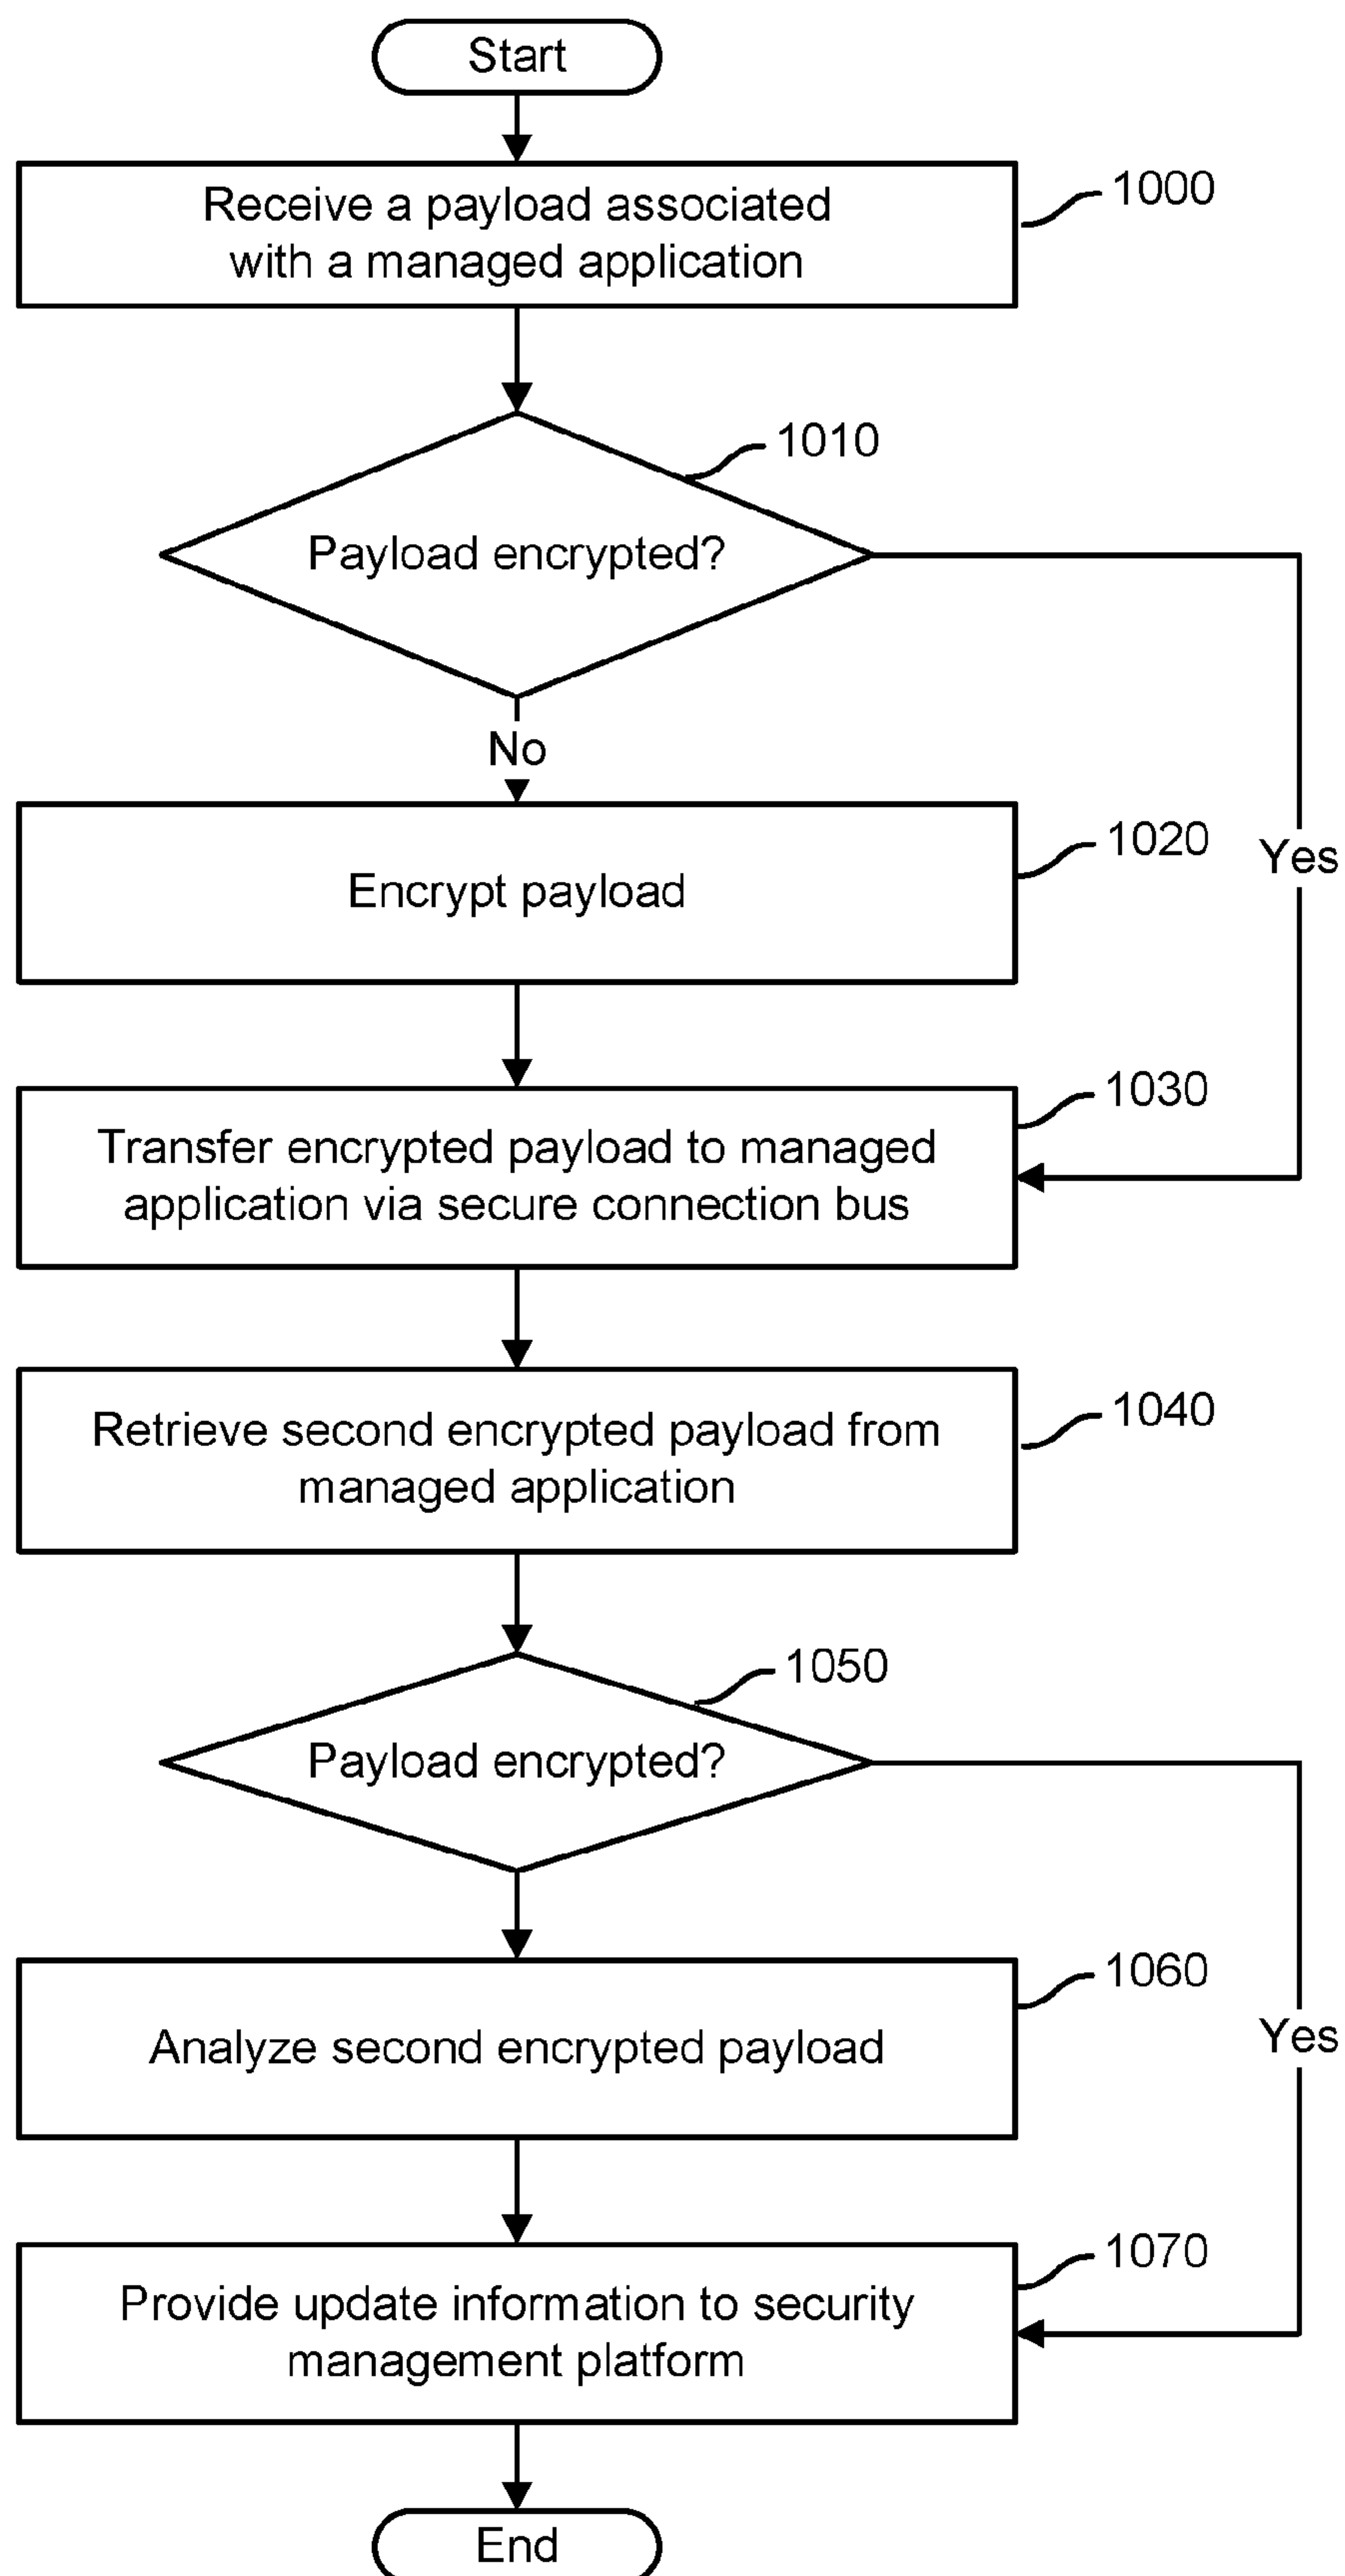 Start
Receive a payload associated
with a managed application
1000
1010
Payload encrypted?
No
Encrypt payload
1020
Yes
1030
Transfer encrypted payload to managed
application via secure connection bus
Retrieve second encrypted payload from
managed application
1040
1050
Payload encrypted?
1060
Analyze second encrypted payload
Yes
1070
Provide update information to security
management platform
End